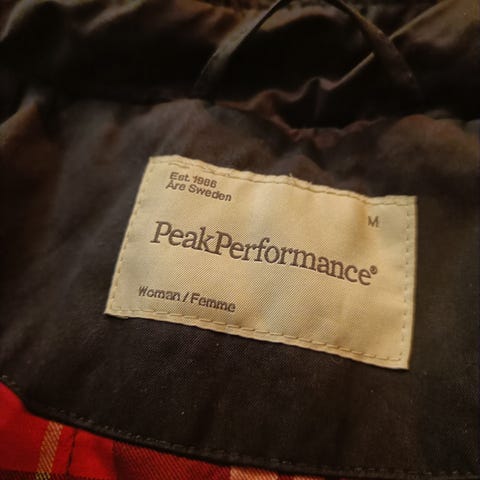 Est. 1986
Åre Sweden
M
PeakPerformance®
Woman / Femme